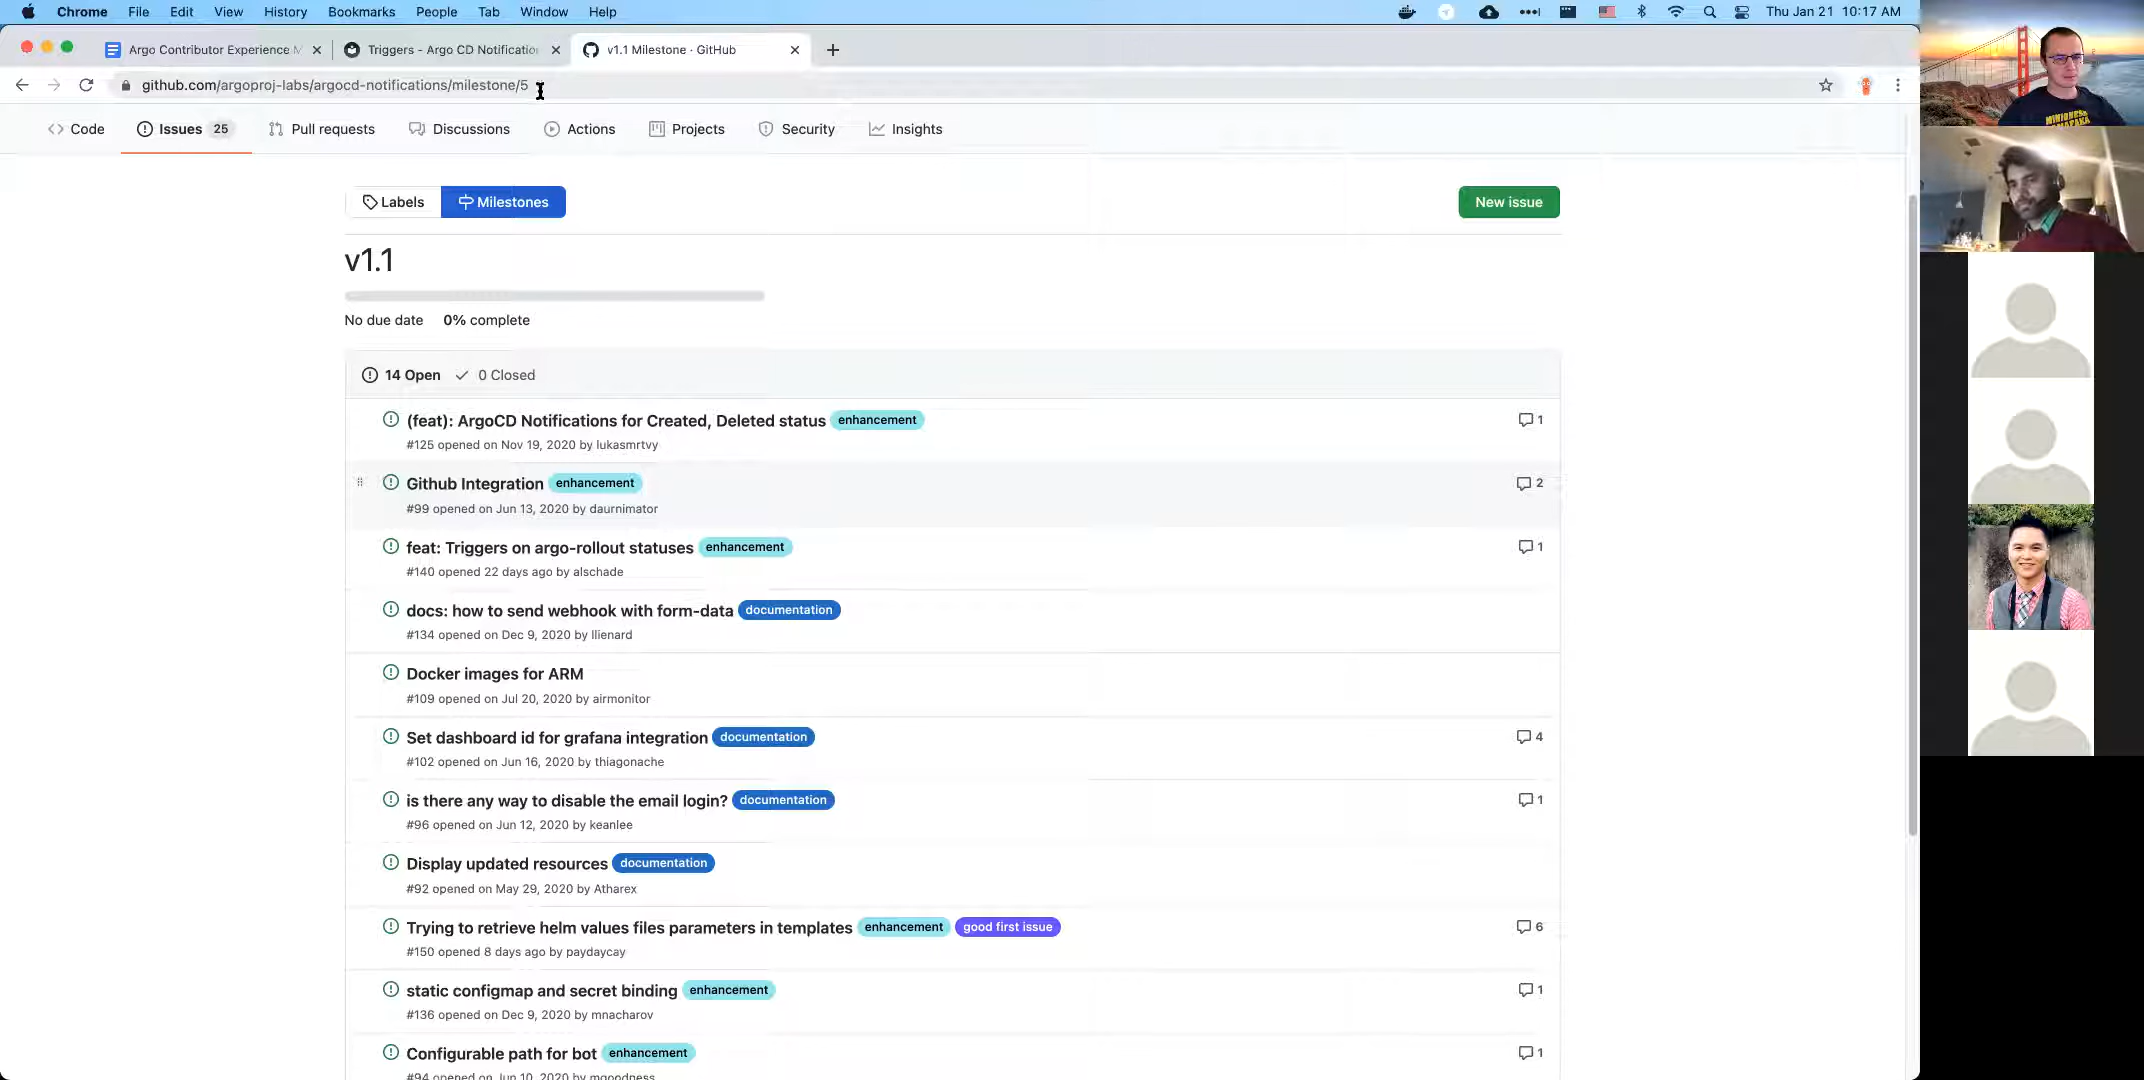 Chrome File Edit View History Bookmarks People Tab Window Help Thu Jan 21 10:17 AM
Argo Contributor Experience M Triggers - Argo CD Notificatio v1.1 Milestone · GitHub
github.com/argoproj-labs/argocd-notifications/milestone/5
Code Issues 25 Pull requests Discussions Actions Projects Security Insights
Labels Milestones New issue
v1.1
No due date 0% complete
14 Open 0 Closed
(feat): ArgoCD Notifications for Created, Deleted status enhancement 1
#125 opened on Nov 19, 2020 by lukasmrtvy
Github Integration enhancement 2
#99 opened on Jun 13, 2020 by daurnimator
feat: Triggers on argo-rollout statuses enhancement 1
#140 opened 22 days ago by alschade
docs: how to send webhook with form-data documentation
#134 opened on Dec 9, 2020 by llienard
Docker images for ARM
#109 opened on Jul 20, 2020 by airmonitor
Set dashboard id for grafana integration documentation 4
#102 opened on Jun 16, 2020 by thiagonache
is there any way to disable the email login? documentation 1
#96 opened on Jun 12, 2020 by keanlee
Display updated resources documentation
#92 opened on May 29, 2020 by Atharex
Trying to retrieve helm values files parameters in templates enhancement good first issue 6
#150 opened 8 days ago by paydaycay
static configmap and secret binding enhancement 1
#136 opened on Dec 9, 2020 by mnacharov
Configurable path for bot enhancement 1
#94 opened on Jun 10, 2020 by mgoodness